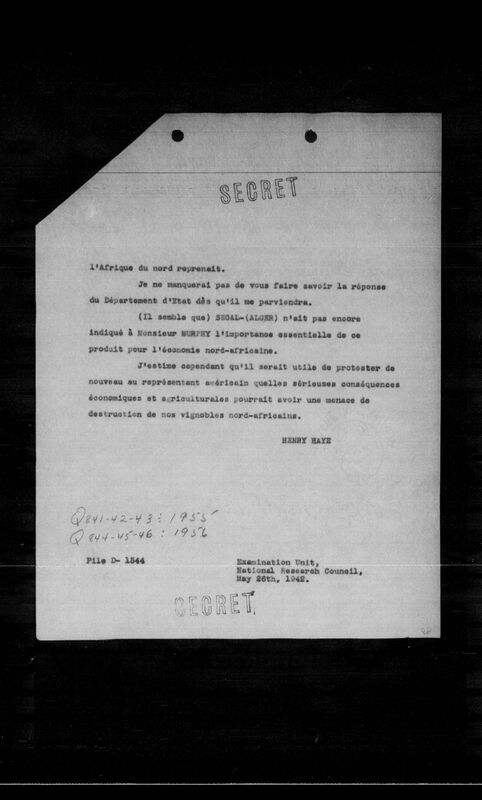 SECRET
l'Afrique du nord reprenait.
Je ne manquerai pas de vous faire savoir la réponse
du Département d'Etat dès qu'il me parviendra.
(Il semble que) SEGAL-(ALGER) n'ait pas encore
indiqué à Monsieur MURPHY l'importance essentielle de ce
produit pour l'économie nord-africaine.
J'estime cependant qu'il serait utile de protester de
nouveau au représentant américain quelles sérieuses conséquences
économiques et agriculturales pourrait avoir une menace de
destruction de nos vignobles nord-africains.
HENRY HAYE
Q841-42-43: 1955
Q844-45-46: 1956
File D- 1544
Examination Unit,
National Research Council,
May 26th, 1942.
SECRET